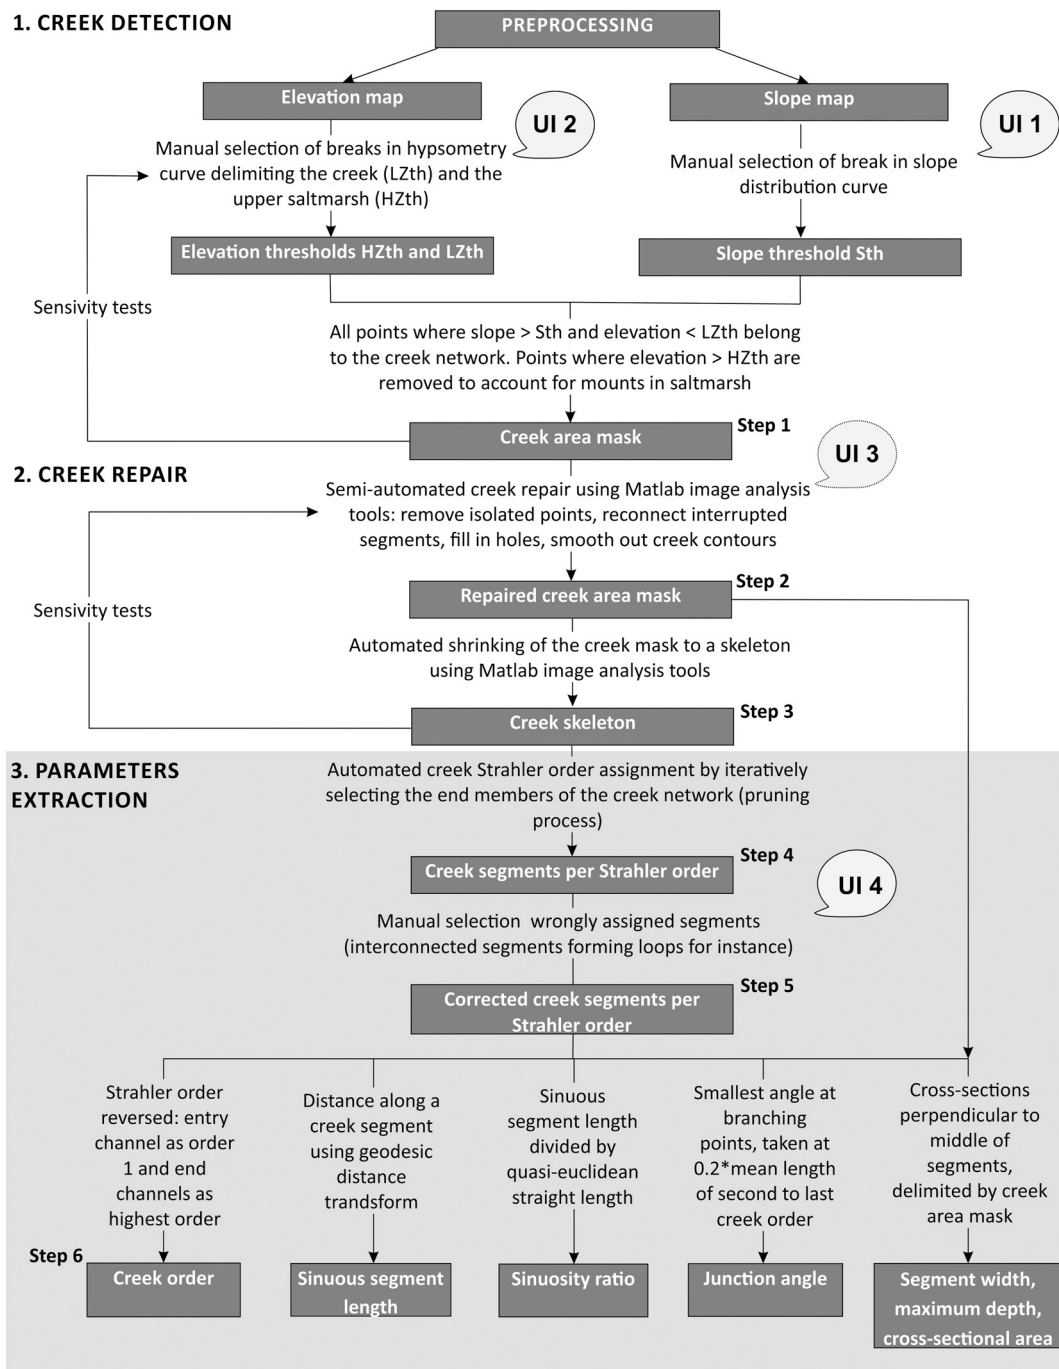 1. CREEK DETECTION
PREPROCESSING
Elevation map
Slope map
UI 2
UI 1
Manual selection of breaks in hypsometry
curve delimiting the creek (LZth) and the
upper saltmarsh (HZth)
Manual selection of break in slope
distribution curve
Elevation thresholds HZth and LZth
Slope threshold Sth
Sensivity tests
All points where slope > Sth and elevation < LZth belong
to the creek network. Points where elevation > HZth are
removed to account for mounts in saltmarsh
Creek area mask
Step 1
UI 3
2. CREEK REPAIR
Semi-automated creek repair using Matlab image analysis
tools: remove isolated points, reconnect interrupted
segments, fill in holes, smooth out creek contours
Repaired creek area mask
Step 2
Sensivity tests
Automated shrinking of the creek mask to a skeleton
using Matlab image analysis tools
Creek skeleton
Step 3
3. PARAMETERS
EXTRACTION
Automated creek Strahler order assignment by iteratively
selecting the end members of the creek network (pruning
process)
Creek segments per Strahler order
Step 4
UI 4
Manual selection  wrongly assigned segments
(interconnected segments forming loops for instance)
Step 5
Corrected creek segments per
Strahler order
Strahler order
reversed: entry
channel as order
1 and end
channels as
highest order
Distance along a
creek segment
using geodesic
distance
trandsform
Sinuous
segment length
divided by
quasi-euclidean
straight length
Smallest angle at
branching
points, taken at
0.2*mean length
of second to last
creek order
Cross-sections
perpendicular to
middle of
segments,
delimited by creek
area mask
Step 6
Creek order
Sinuous segment
length
Sinuosity ratio
Junction angle
Segment width,
maximum depth,
cross-sectional area